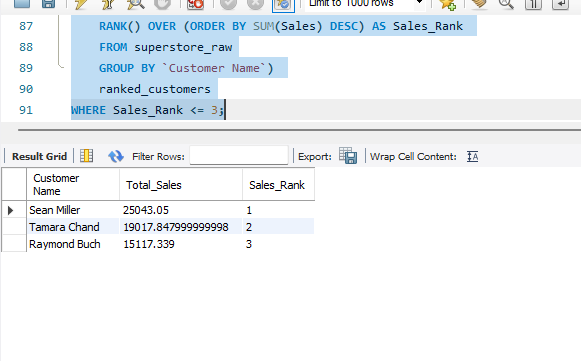 Limit to 1000 rows
87 RANK() OVER (ORDER BY SUM(Sales) DESC) AS Sales_Rank
88 FROM superstore_raw
89 GROUP BY `Customer Name`)
90 ranked_customers
91 WHERE Sales_Rank <= 3;
Result Grid Filter Rows: Export: Wrap Cell Content:
Customer
Name Total_Sales Sales_Rank
Sean Miller 25043.05 1
Tamara Chand 19017.847999999998 2
Raymond Buch 15117.339 3